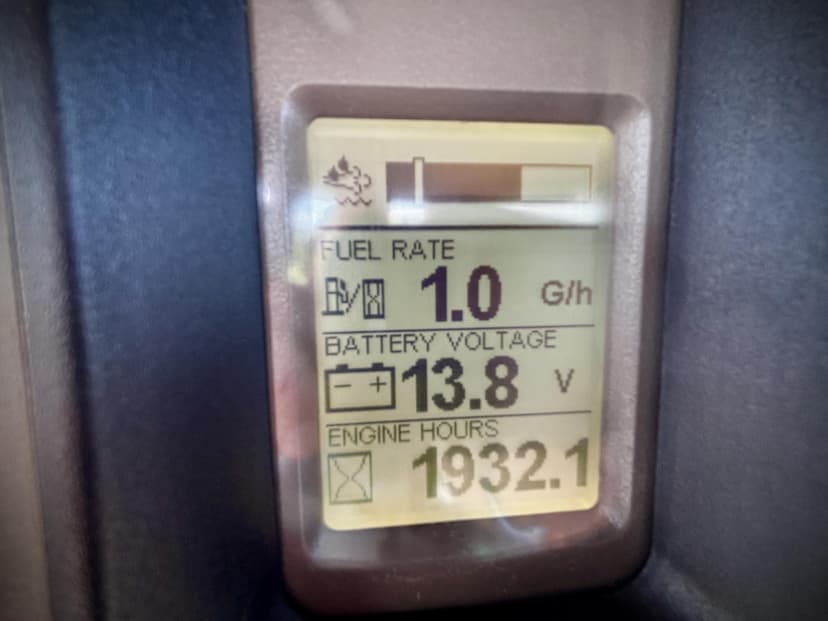 FUEL RATE
1.0 G/h
BATTERY VOLTAGE
- + 13.8 V
ENGINE HOURS
1932.1